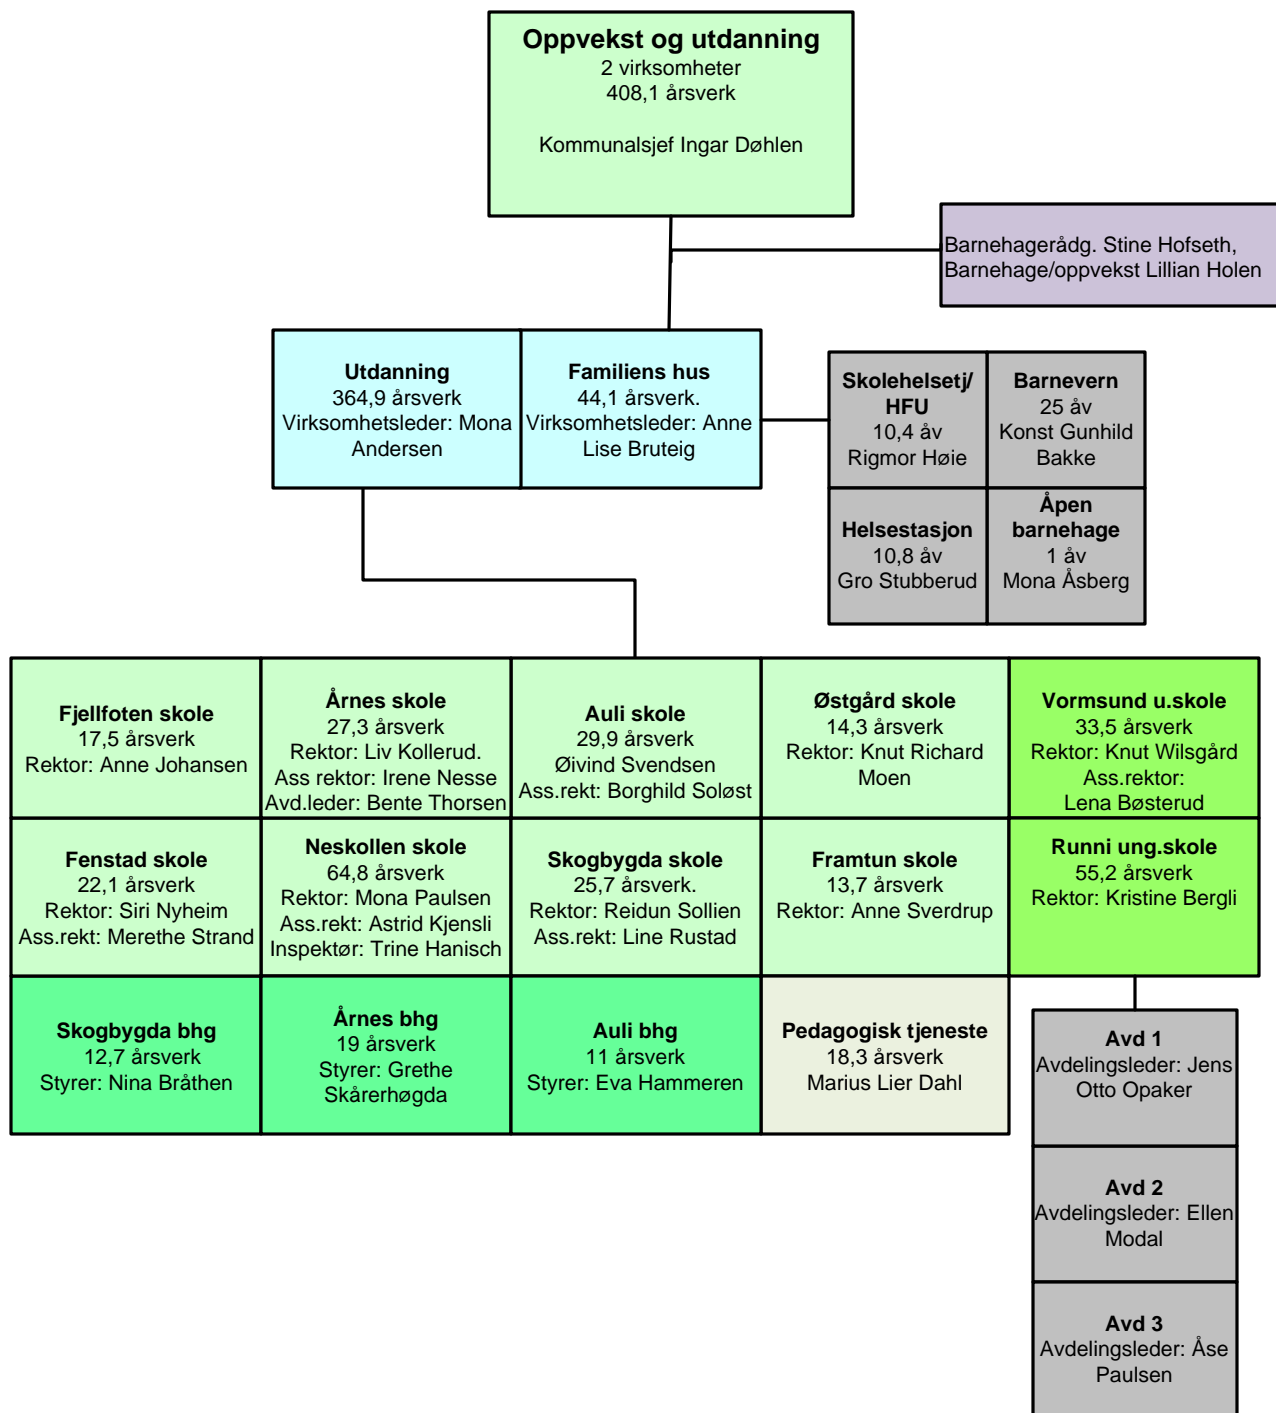 Oppvekst og utdanning
2 virksomheter
408,1 årsverk
Kommunalsjef Ingar Døhlen
Barnehagerådg. Stine Hofseth,
Barnehage/oppvekst Lillian Holen
Utdanning
364,9 årsverk
Virksomhetsleder: Mona
Andersen
Familiens hus
44,1 årsverk.
Virksomhetsleder: Anne
Lise Bruteig
Skolehelsetj/
HFU
10,4 åv
Rigmor Høie
Barnevern
25 åv
Konst Gunhild
Bakke
Helsestasjon
10,8 åv
Gro Stubberud
Åpen
barnehage
1 åv
Mona Åsberg
Fjellfoten skole
17,5 årsverk
Rektor: Anne Johansen
Årnes skole
27,3 årsverk
Rektor: Liv Kollerud.
Ass rektor: Irene Nesse
Avd.leder: Bente Thorsen
Auli skole
29,9 årsverk
Øivind Svendsen
Ass.rekt: Borghild Soløst
Østgård skole
14,3 årsverk
Rektor: Knut Richard
Moen
Vormsund u.skole
33,5 årsverk
Rektor: Knut Wilsgård
Ass.rektor:
Lena Bøsterud
Fenstad skole
22,1 årsverk
Rektor: Siri Nyheim
Ass.rekt: Merethe Strand
Neskollen skole
64,8 årsverk
Rektor: Mona Paulsen
Ass.rekt: Astrid Kjensli
Inspektør: Trine Hanisch
Skogbygda skole
25,7 årsverk.
Rektor: Reidun Sollien
Ass.rekt: Line Rustad
Framtun skole
13,7 årsverk
Rektor: Anne Sverdrup
Runni ung.skole
55,2 årsverk
Rektor: Kristine Bergli
Skogbygda bhg
12,7 årsverk
Styrer: Nina Bråthen
Årnes bhg
19 årsverk
Styrer: Grethe
Skårerhøgda
Auli bhg
11 årsverk
Styrer: Eva Hammeren
Pedagogisk tjeneste
18,3 årsverk
Marius Lier Dahl
Avd 1
Avdelingsleder: Jens
Otto Opaker
Avd 2
Avdelingsleder: Ellen
Modal
Avd 3
Avdelingsleder: Åse
Paulsen